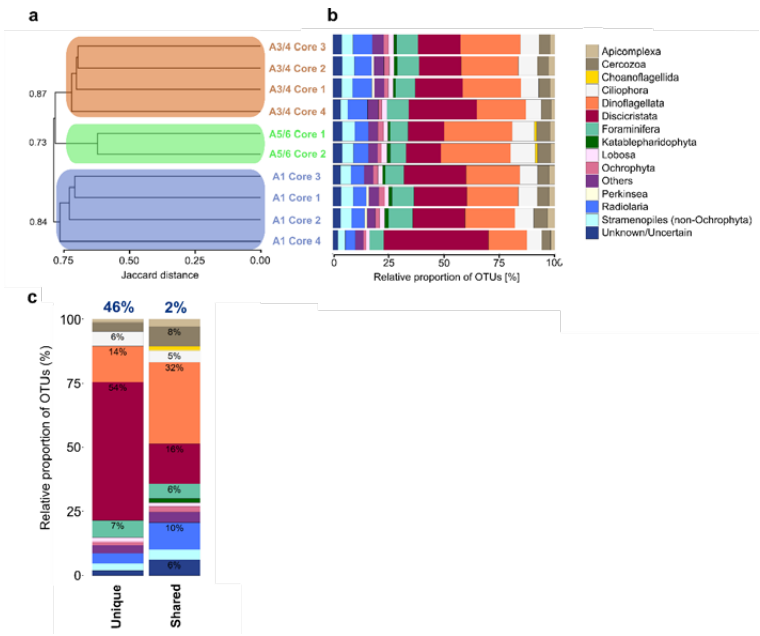 a
A3/4 Core 3
A3/4 Core 2
A3/4 Core 1
A3/4 Core 4
A5/6 Core 1
A5/6 Core 2
A1 Core 3
A1 Core 1
A1 Core 2
A1 Core 4
0.87
0.73
0.84
0.75
0.50
0.25
0.00
Jaccard distance
b
0
25
50
75
Relative proportion of OTUs [%]
Apicomplexa
Cercozoa
Choanoflagellida
Ciliophora
Dinoflagellata
Discicristata
Foraminifera
Katablepharidophyta
Lobosa
Ochrophyta
Others
Perkinsea
Radiolaria
Stramenopiles (non-Ochrophyta)
Unknown/Uncertain
c
46%
2%
Relative proportion of OTUs (%)
100
75
50
25
0
6%
14%
54%
7%
8%
5%
32%
16%
6%
10%
6%
Unique
Shared